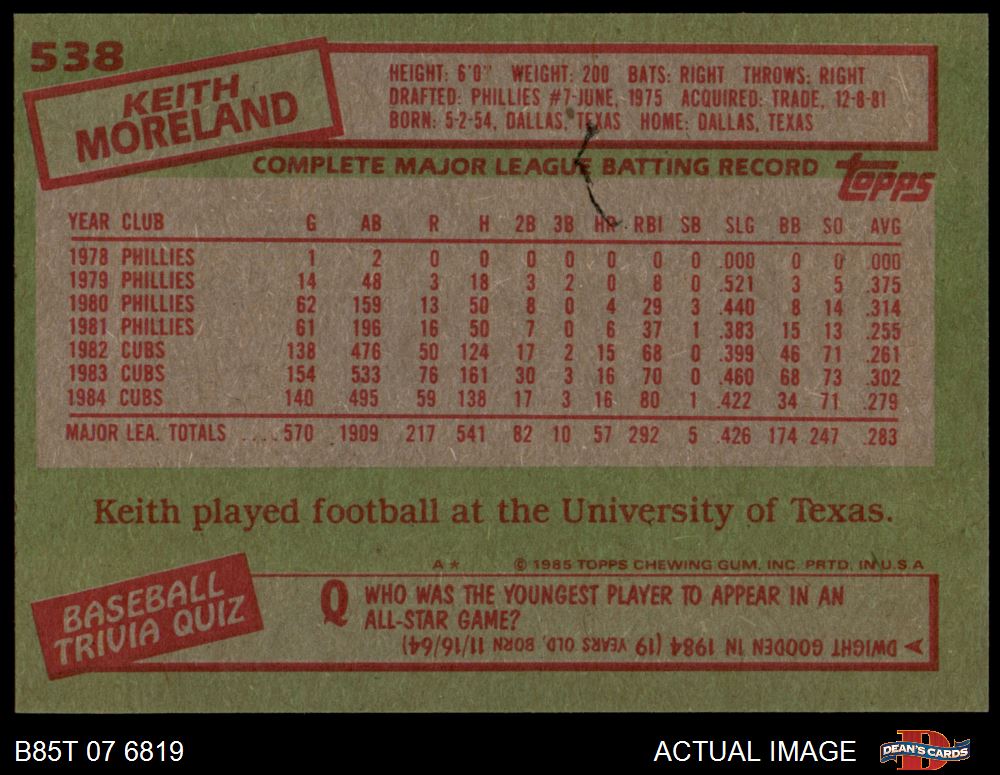 538
KEITH
MORELAND
HEIGHT: 6'0" WEIGHT: 200 BATS: RIGHT THROWS: RIGHT
DRAFTED: PHILLIES #7-JUNE, 1975 ACQUIRED: TRADE, 12-8-81
BORN: 5-2-54, DALLAS, TEXAS HOME: DALLAS, TEXAS
COMPLETE MAJOR LEAGUE BATTING RECORD
topps
YEAR CLUB G AB R H 2B 3B HR RBI SB SLG BB SO AVG
1978 PHILLIES 1 2 0 0 0 0 0 0 0 .000 0 0 .000
1979 PHILLIES 14 48 3 18 3 2 0 8 0 .521 3 5 .375
1980 PHILLIES 62 159 13 50 8 0 4 29 3 .440 8 14 .314
1981 PHILLIES 61 196 16 50 7 0 6 37 1 .383 15 13 .255
1982 CUBS 138 476 50 124 17 2 15 68 0 .399 46 71 .261
1983 CUBS 154 533 76 161 30 3 16 70 0 .460 68 73 .302
1984 CUBS 140 495 59 138 17 3 16 80 1 .422 34 71 .279
MAJOR LEA. TOTALS ....570 1909 217 541 82 10 57 292 5 .426 174 247 .283
Keith played football at the University of Texas.
A * © 1985 TOPPS CHEWING GUM, INC. PRTD. IN U.S.A
BASEBALL
TRIVIA QUIZ
Q WHO WAS THE YOUNGEST PLAYER TO APPEAR IN AN
ALL-STAR GAME?
DWIGHT GOODEN IN 1984 (19 YEARS OLD, BORN 11/16/64)
B85T 07 6819
ACTUAL IMAGE
DEAN'S CARDS